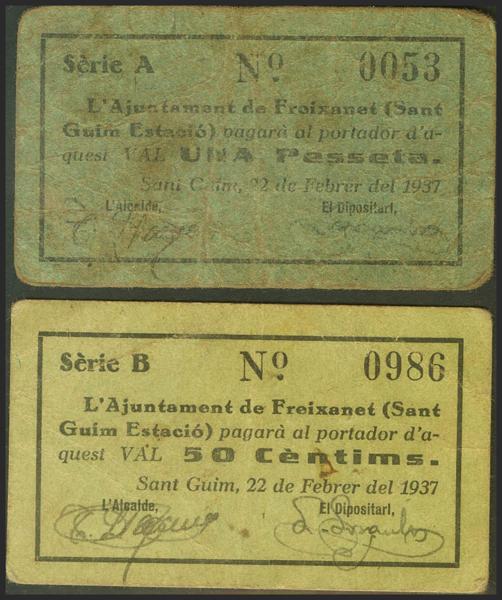 Sèrie A Nº 0053
L'Ajuntament de Freixanet (Sant
Guim Estació) pagarà al portador d'a-
quest VAL UNA Pesseta.
Sant Guim, 22 de Febrer del 1937
L'Alcalde, El Dipositari,
Sèrie B Nº 0986
L'Ajuntament de Freixanet (Sant
Guim Estació) pagarà al portador d'a-
quest VAL 50 Cèntims.
Sant Guim, 22 de Febrer del 1937
L'Alcalde, El Dipositari,